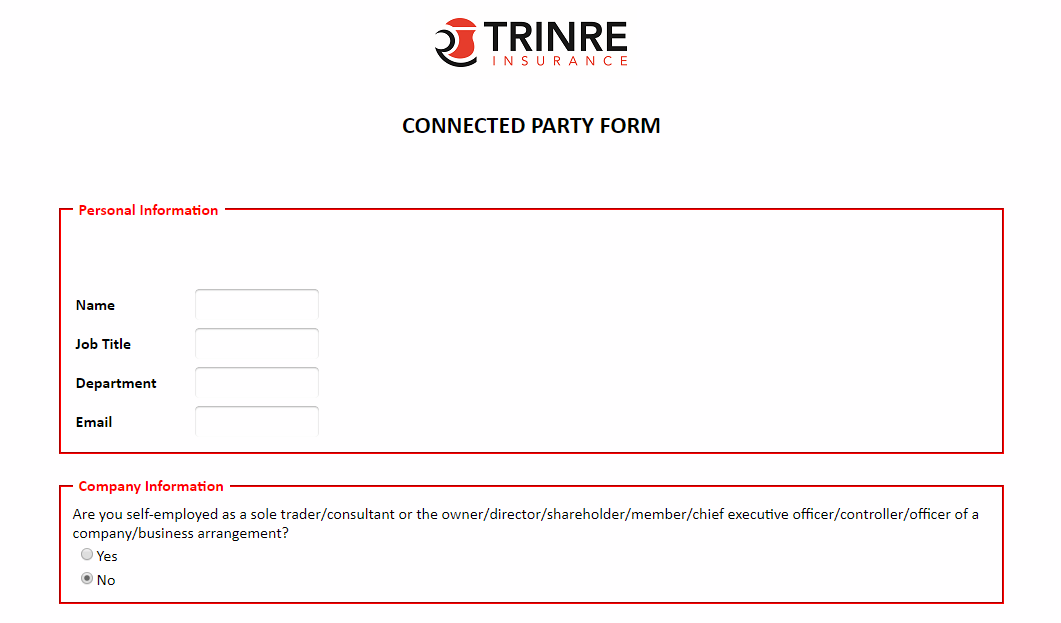 TRINRE
INSURANCE
CONNECTED PARTY FORM
Personal Information
Name
Job Title
Department
Email
Company Information
Are you self-employed as a sole trader/consultant or the owner/director/shareholder/member/chief executive officer/controller/officer of a
company/business arrangement?
Yes
No